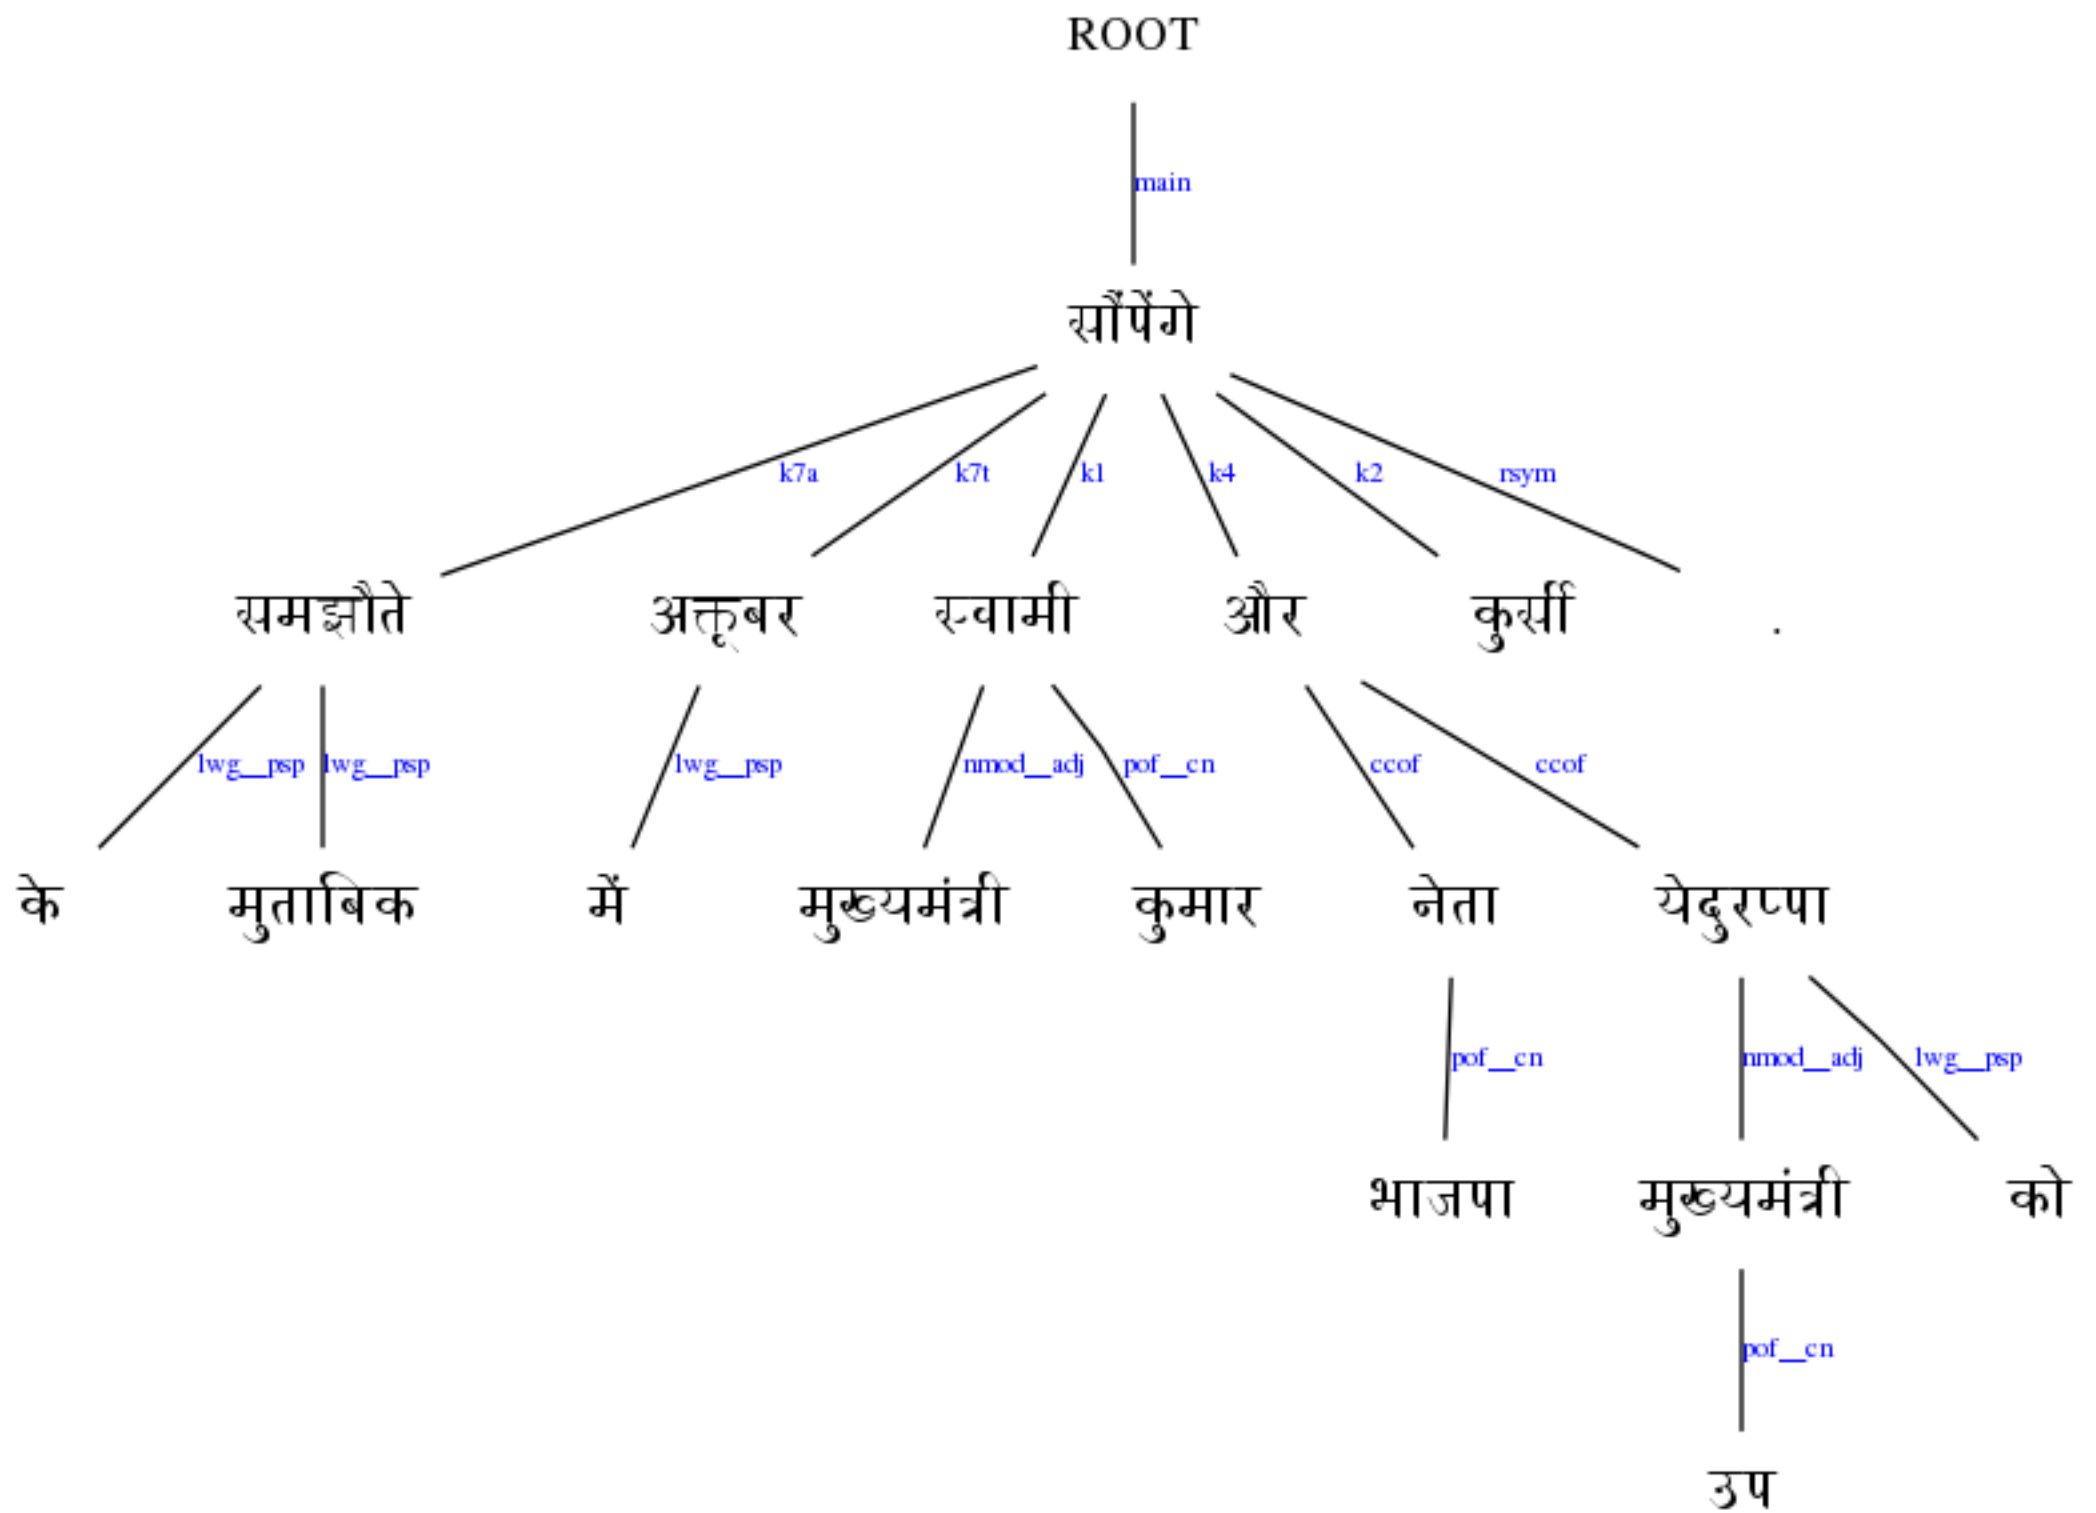 ROOT
main
सौंपेंगे
k7a k7t k1 k4 k2 rsym
समझौते अक्तूबर स्वामी और कुर्सी .
lwg__psp lwg__psp lwg__psp nmod__adj pof__cn ccof ccof
के मुताबिक में मुख्यमंत्री कुमार नेता येदुरप्पा
pof__cn nmod__adj lwg__psp
भाजपा मुख्यमंत्री को
pof__cn
उप